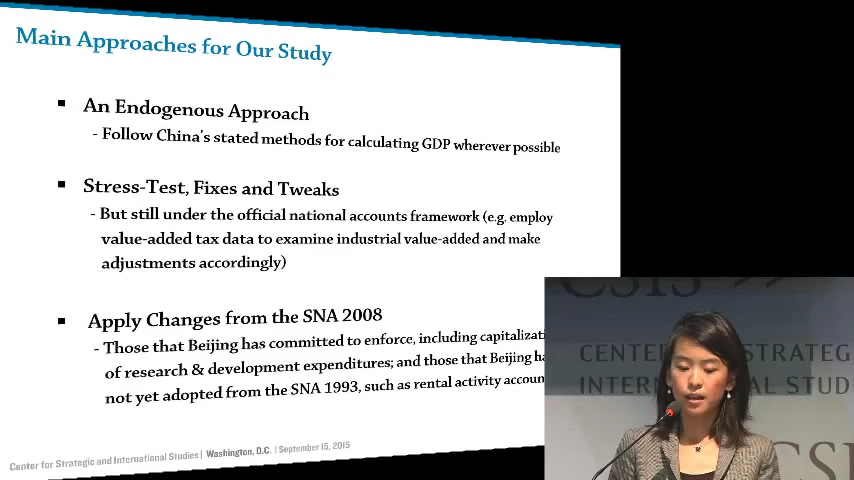 Main Approaches for Our Study
▪ An Endogenous Approach
- Follow China's stated methods for calculating GDP wherever possible
▪ Stress-Test, Fixes and Tweaks
- But still under the official national accounts framework (e.g. employ
value-added tax data to examine industrial value-added and make
adjustments accordingly)
▪ Apply Changes from the SNA 2008
- Those that Beijing has committed to enforce, including
of research & development expenditures; and those that Beijing
not yet adopted from the SNA 1993, such as rental activity
Center for Strategic and International Studies | Washington, D.C. | September 15, 2015
CSIS
CENTER STRATEG
INTERNATIONAL STUD
CSI